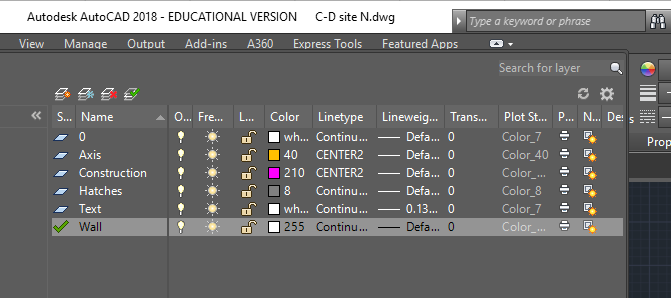 Autodesk AutoCAD 2018 - EDUCATIONAL VERSION C-D site N.dwg
Type a keyword or phrase
View Manage Output Add-ins A360 Express Tools Featured Apps
Search for layer
S... Name O... Fre... L... Color Linetype Lineweig... Trans... Plot St... P... N... Des
0 wh... Continu... Defa... 0 Color_7
Axis 40 CENTER2 Defa... 0 Color_40
Construction 210 CENTER2 Defa... 0 Color_...
Hatches 8 Continu... Defa... 0 Color_8
Text wh... Continu... 0.13... 0 Color_7
Wall 255 Continu... Defa... 0 Color_...
Prop